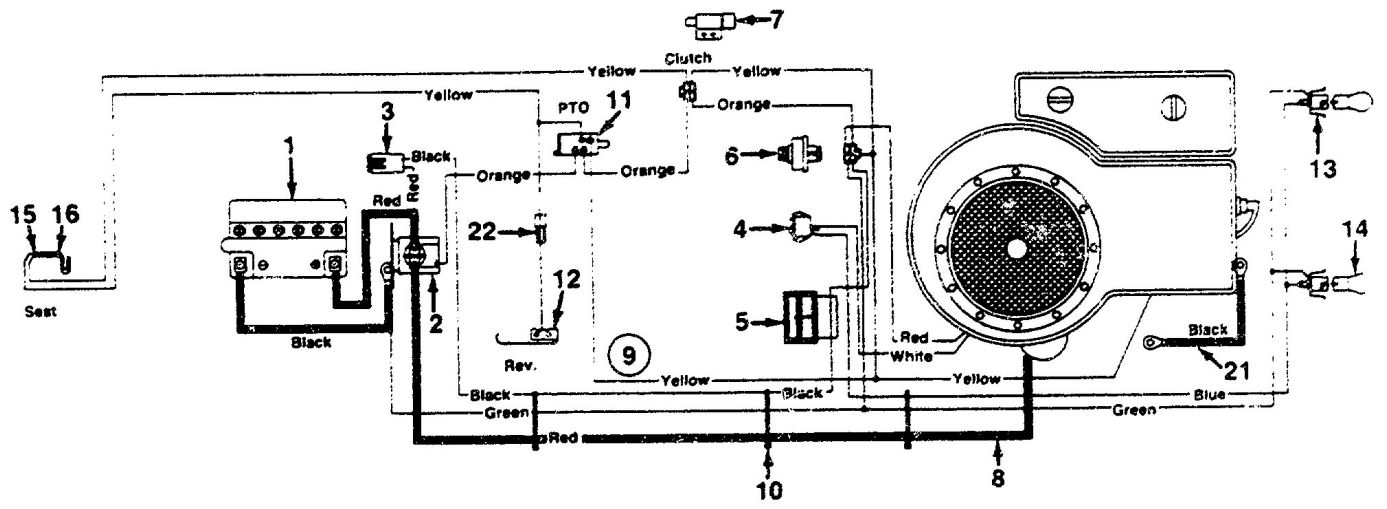 7
Clutch
Yellow
Yellow
Yellow
PTO
11
Orange
3
13
1
Black
6
Orange
Orange
Red
Red
15
16
22
4
14
12
2
5
Seat
Black
Red
Black
Rev.
9
White
21
Yellow
Yellow
Black
Black
Blue
Green
Green
Red
8
10